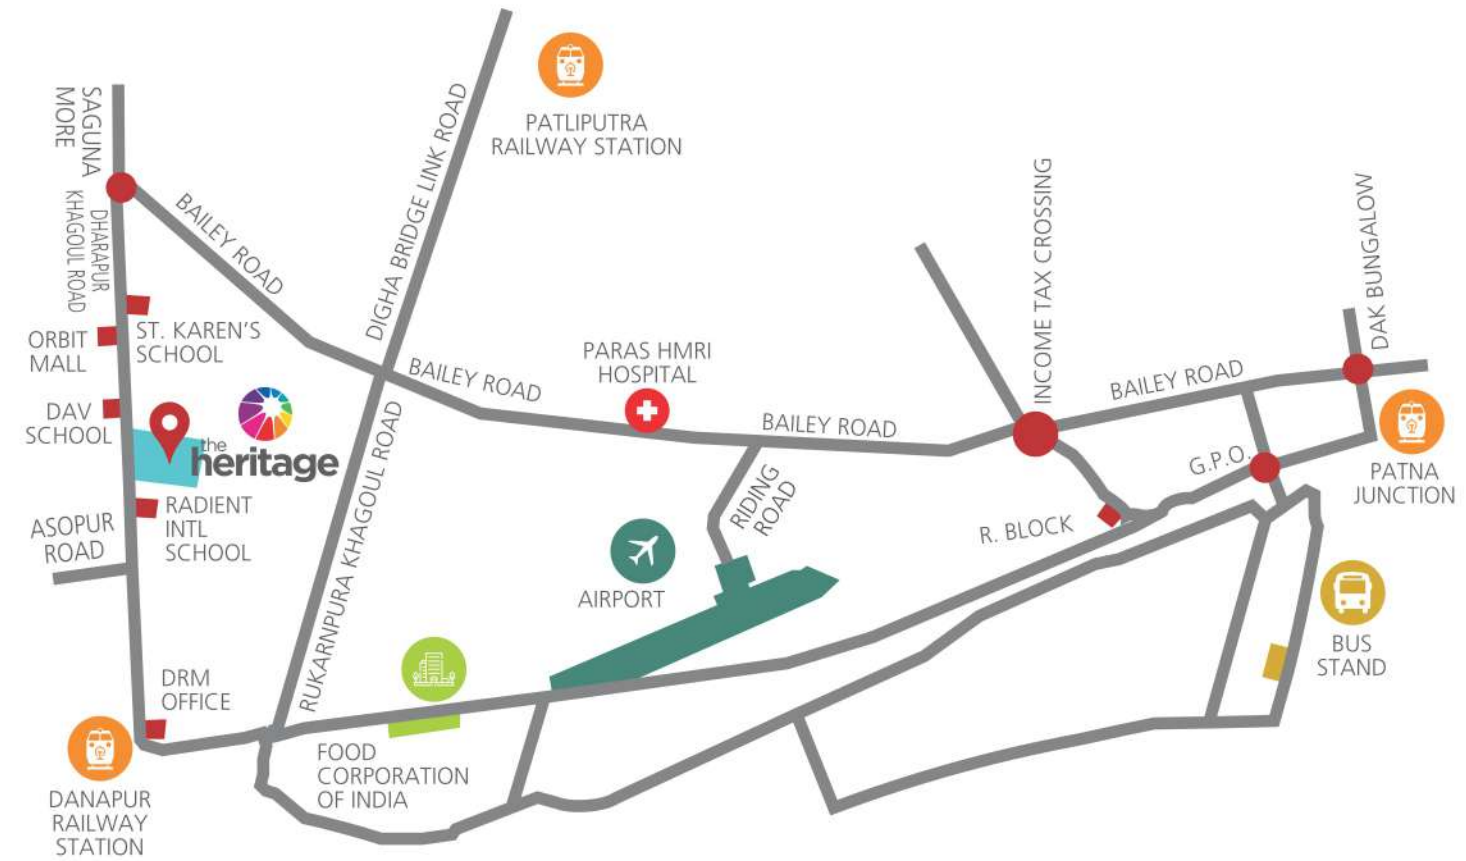 PATLIPUTRA
RAILWAY STATION
SAGUNA
MORE
DHARAPUR
KHAGOUL ROAD
BAILEY ROAD
DIGHA BRIDGE LINK ROAD
INCOME TAX CROSSING
DAK BUNGALOW
ORBIT
MALL
ST. KAREN'S
SCHOOL
PARAS HMRI
HOSPITAL
BAILEY ROAD
BAILEY ROAD
BAILEY ROAD
DAV
SCHOOL
the
heritage
RUKARNPURA KHAGOUL ROAD
RIDING
ROAD
G.P.O.
PATNA
JUNCTION
RADIENT
INTL
SCHOOL
ASOPUR
ROAD
R. BLOCK
AIRPORT
BUS
STAND
DRM
OFFICE
FOOD
CORPORATION
OF INDIA
DANAPUR
RAILWAY
STATION